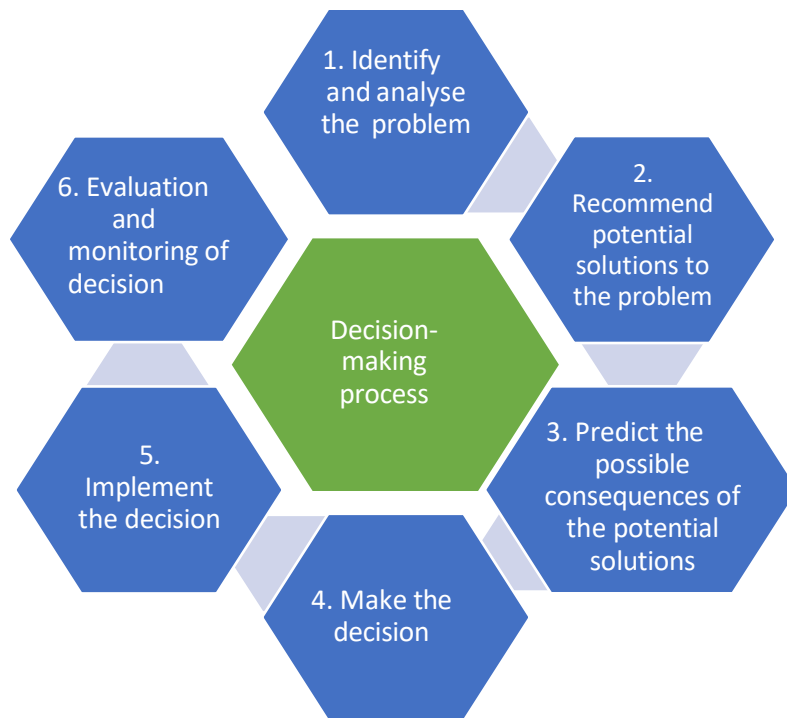 1. Identify
and analyse
the problem
2.
Recommend
potential
solutions to
the problem
3. Predict the
possible
consequences of
the potential
solutions
4. Make the
decision
5.
Implement
the decision
6. Evaluation
and
monitoring of
decision
Decision-
making
process